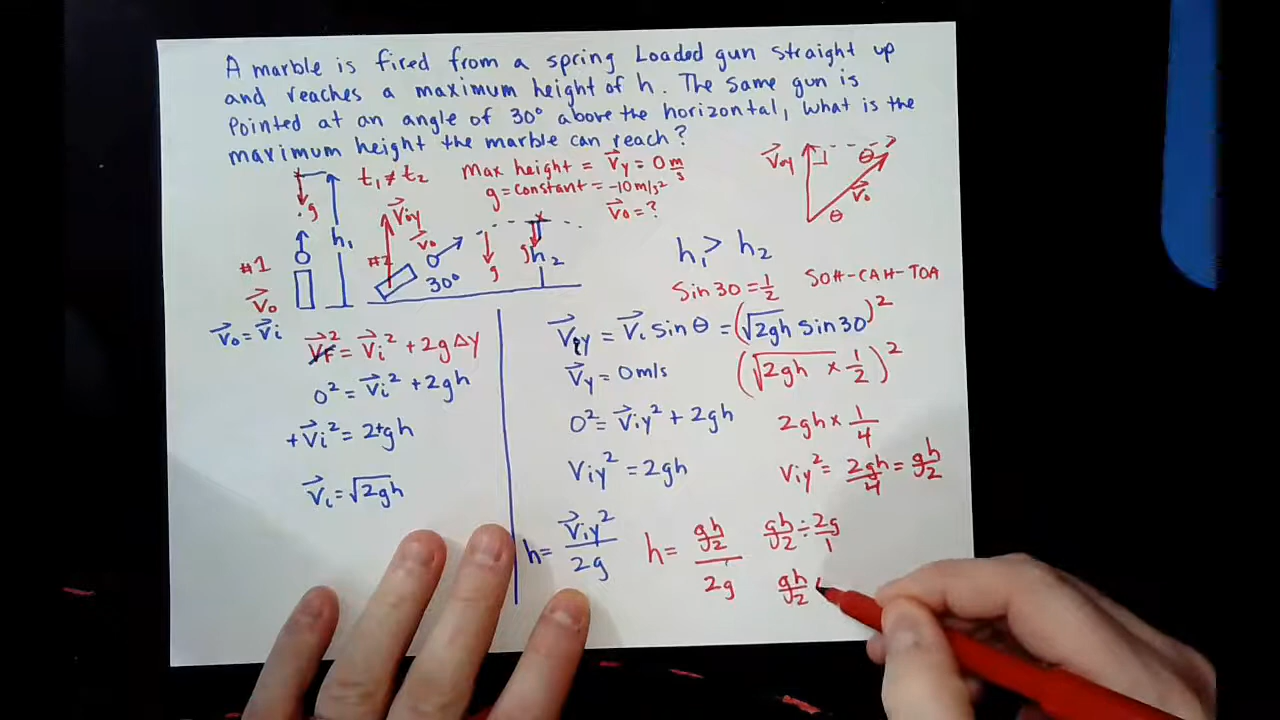 A marble is fired from a spring Loaded gun straight up
and reaches a maximum height of h. The same gun is
Pointed at an angle of 30° above the horizontal, What is the
maximum height the marble can reach?
t₁ ≠ t₂
Max height = V⃗y = 0 m/s
g = constant = -10 m/s²
V⃗o = ?
g
V⃗oy
V⃗o
30°
#1
#2
V⃗o
h₁
g
g
h₂
V⃗oy
θ
V⃗o
θ
h₁ > h₂
Sin 30 = 1/2
SOH-CAH-TOA
V⃗o = V⃗i
V⃗f² = V⃗i² + 2gΔy
0² = V⃗i² + 2gh
+V⃗i² = 2+gh
V⃗i = √2gh
V⃗iy = V⃗i Sin θ = (√2gh Sin 30)²
V⃗y = 0 m/s
(√2gh × 1/2)²
0² = V⃗iy² + 2gh
2gh × 1/4
Viy² = 2gh
Viy² = 2gh/4 = gh/2
h = V⃗iy²/2g
h = gh/2 / 2g
gh/2 ÷ 2g/1
gh/2